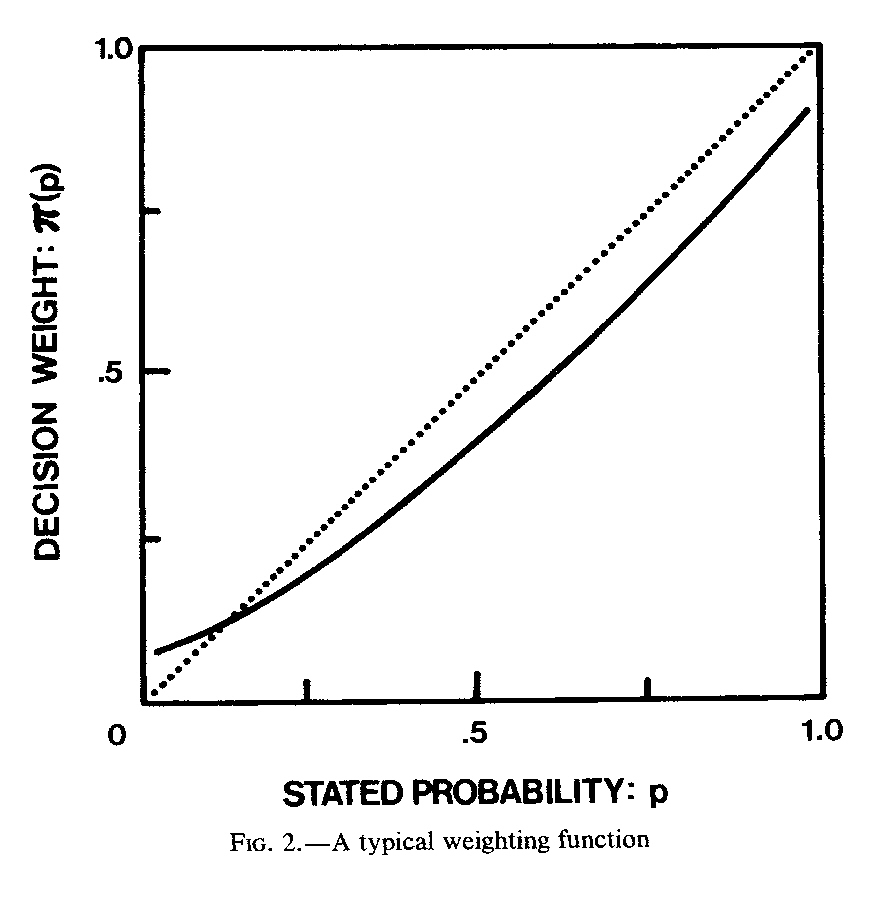 1.0
DECISION WEIGHT: π(p)
.5
0
.5
1.0
STATED PROBABILITY: p
FIG. 2.—A typical weighting function